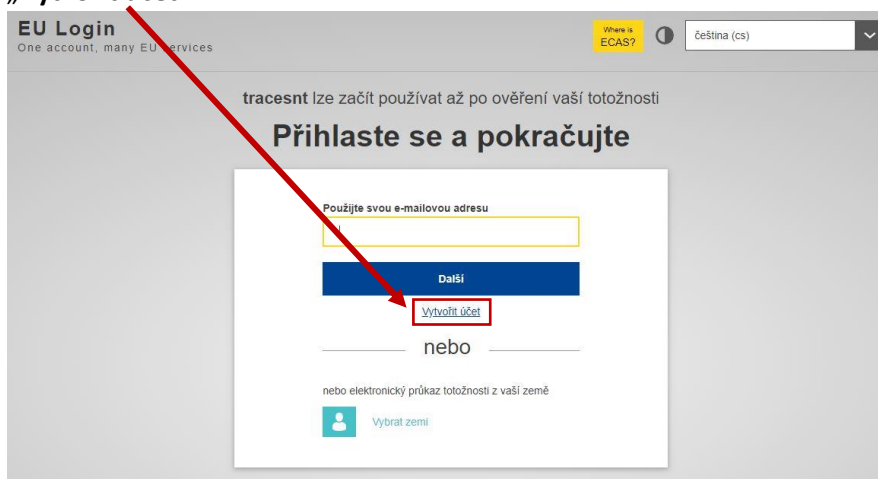 EU Login
One account, many EU services
Where is
ECAS?
čeština (cs)
tracesnt lze začít používat až po ověření vaší totožnosti
Přihlaste se a pokračujte
Použijte svou e-mailovou adresu
Další
Vytvořit účet
nebo
nebo elektronický průkaz totožnosti z vaší země
Vybrat zemi